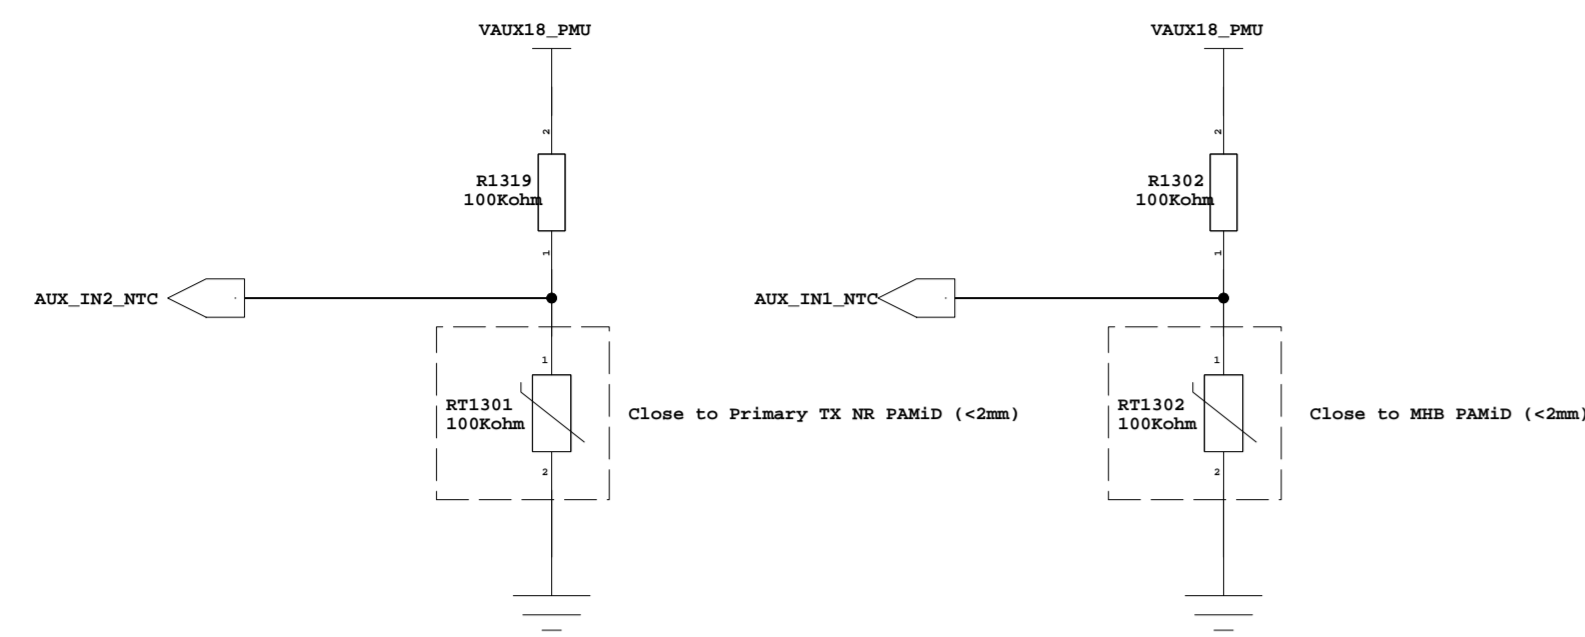 VAUX18_PMU
VAUX18_PMU
2
2
R1319
100Kohm
R1302
100Kohm
1
1
AUX_IN2_NTC
AUX_IN1_NTC
1
1
RT1301
100Kohm
Close to Primary TX NR PAMiD (<2mm)
RT1302
100Kohm
Close to MHB PAMiD (<2mm)
2
2